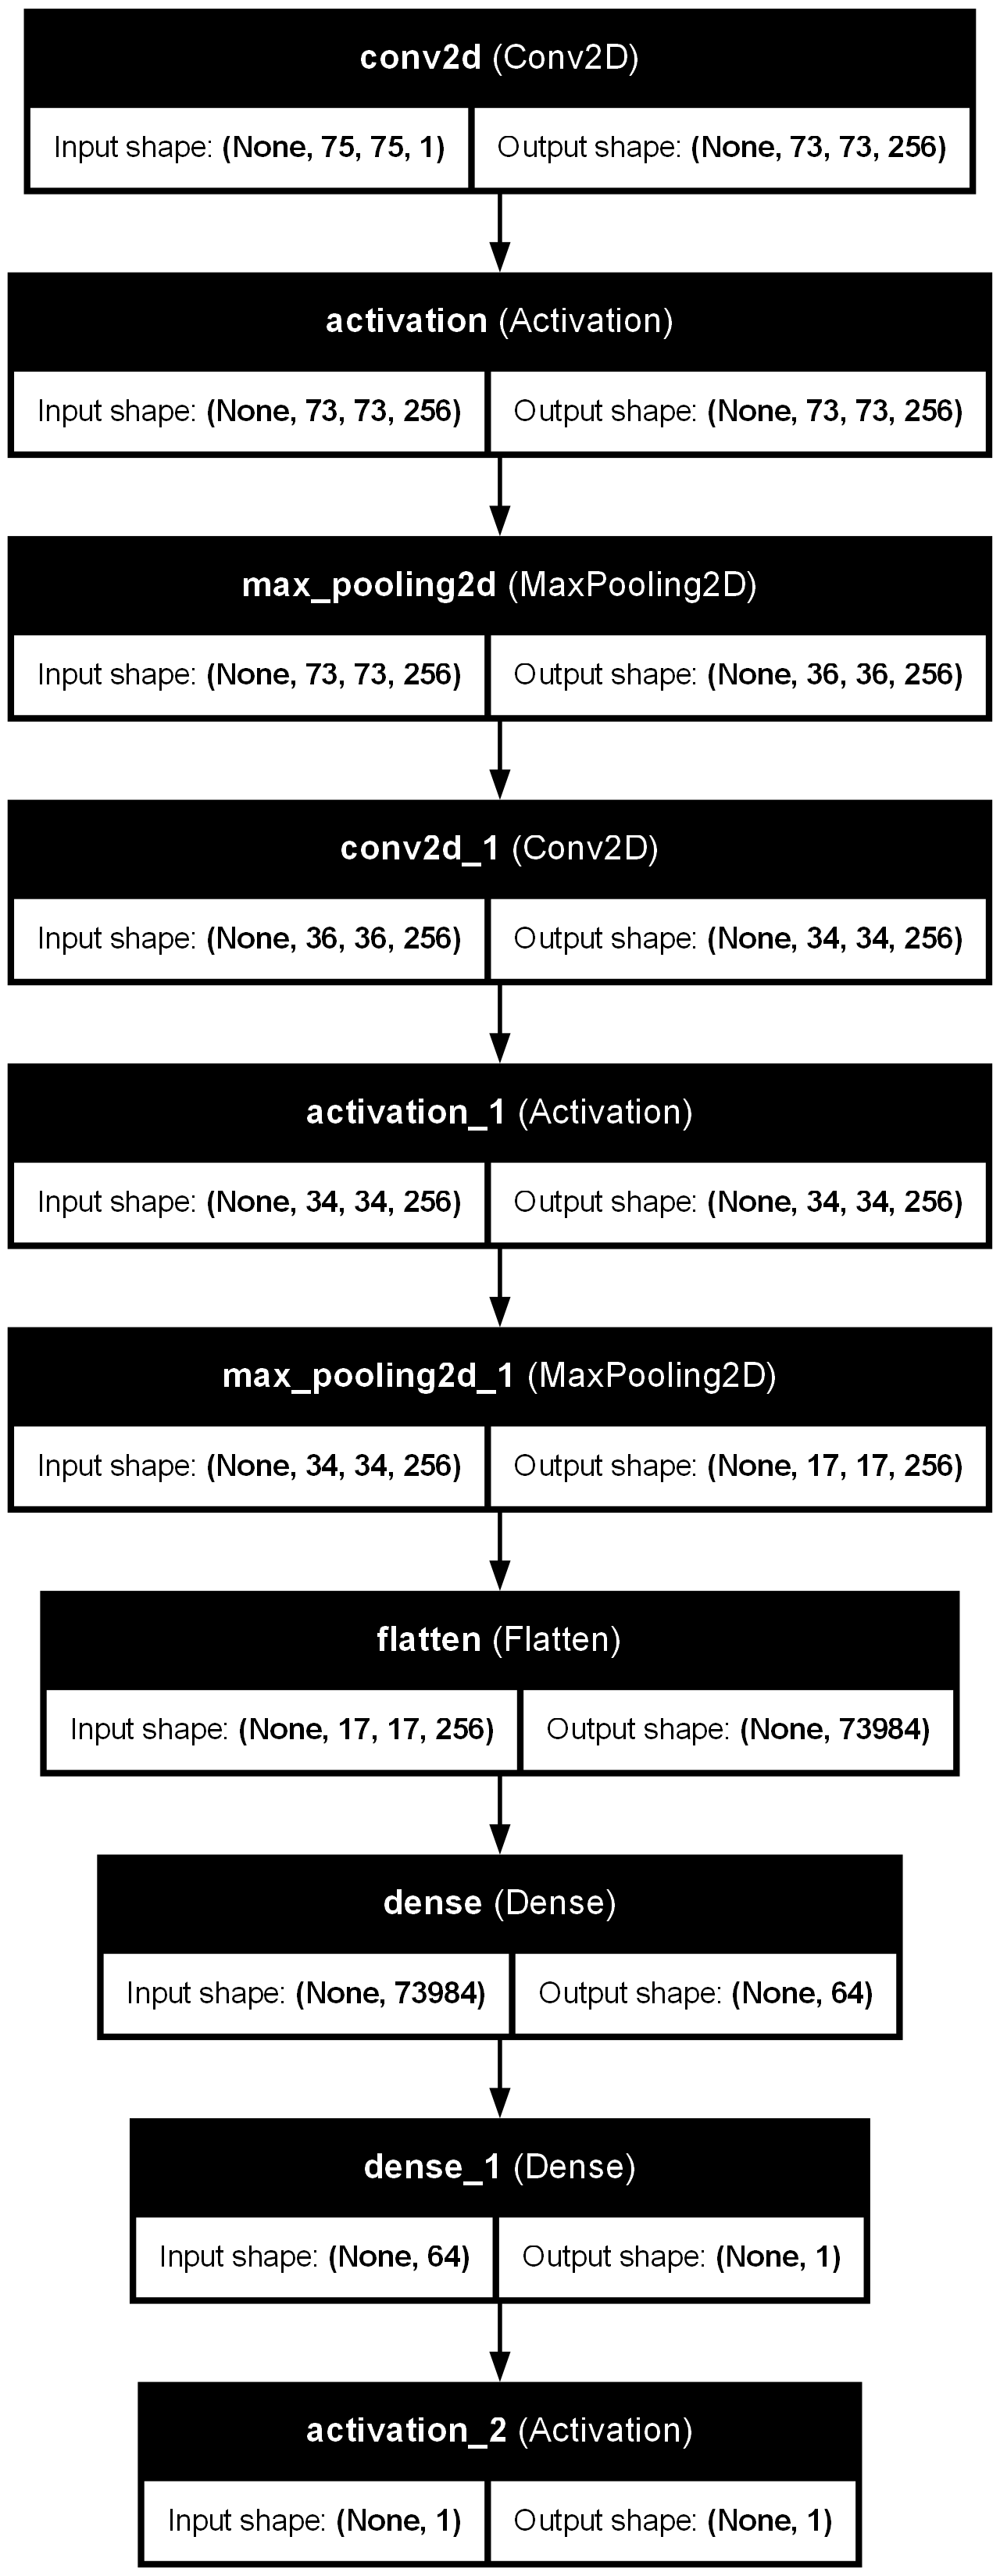 conv2d (Conv2D)
Input shape: (None, 75, 75, 1) Output shape: (None, 73, 73, 256)
activation (Activation)
Input shape: (None, 73, 73, 256) Output shape: (None, 73, 73, 256)
max_pooling2d (MaxPooling2D)
Input shape: (None, 73, 73, 256) Output shape: (None, 36, 36, 256)
conv2d_1 (Conv2D)
Input shape: (None, 36, 36, 256) Output shape: (None, 34, 34, 256)
activation_1 (Activation)
Input shape: (None, 34, 34, 256) Output shape: (None, 34, 34, 256)
max_pooling2d_1 (MaxPooling2D)
Input shape: (None, 34, 34, 256) Output shape: (None, 17, 17, 256)
flatten (Flatten)
Input shape: (None, 17, 17, 256) Output shape: (None, 73984)
dense (Dense)
Input shape: (None, 73984) Output shape: (None, 64)
dense_1 (Dense)
Input shape: (None, 64) Output shape: (None, 1)
activation_2 (Activation)
Input shape: (None, 1) Output shape: (None, 1)